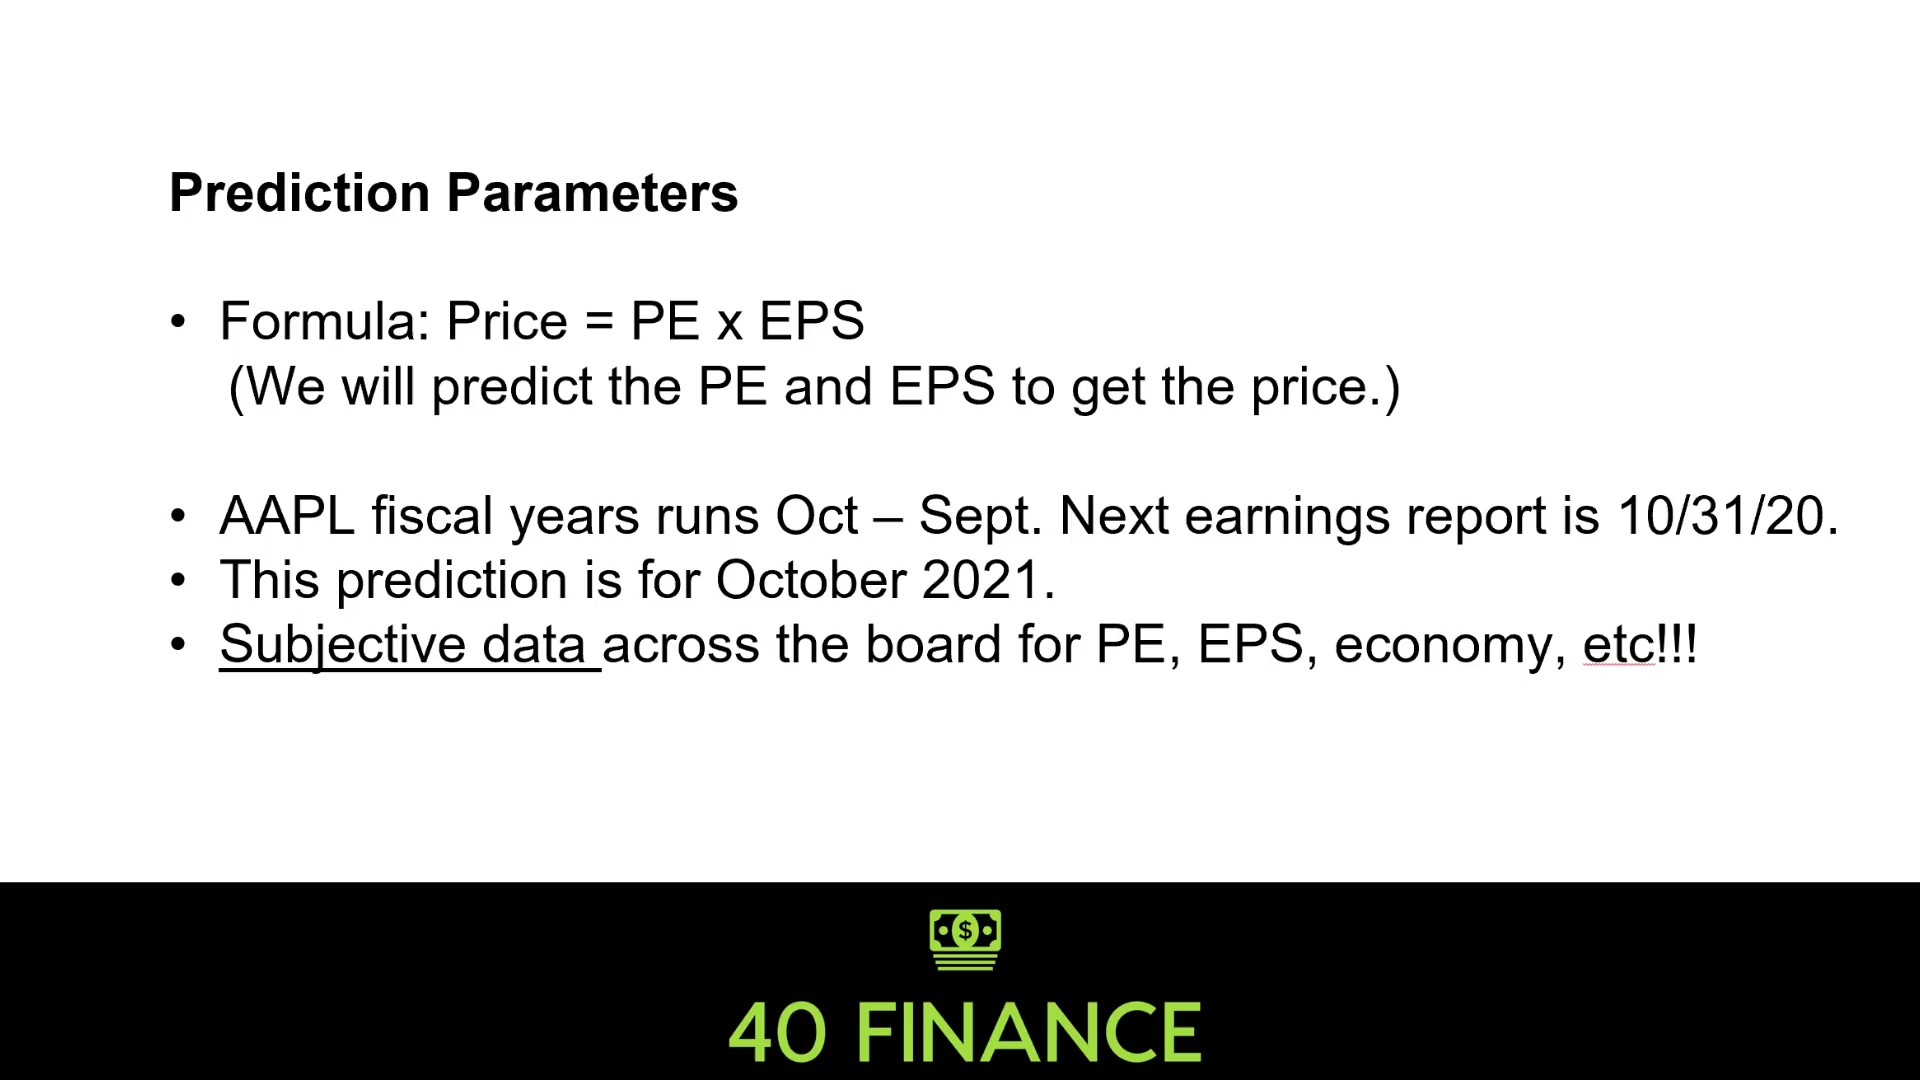 Prediction Parameters
• Formula: Price = PE x EPS
(We will predict the PE and EPS to get the price.)
• AAPL fiscal years runs Oct – Sept. Next earnings report is 10/31/20.
• This prediction is for October 2021.
• Subjective data across the board for PE, EPS, economy, etc!!!
$
40 FINANCE